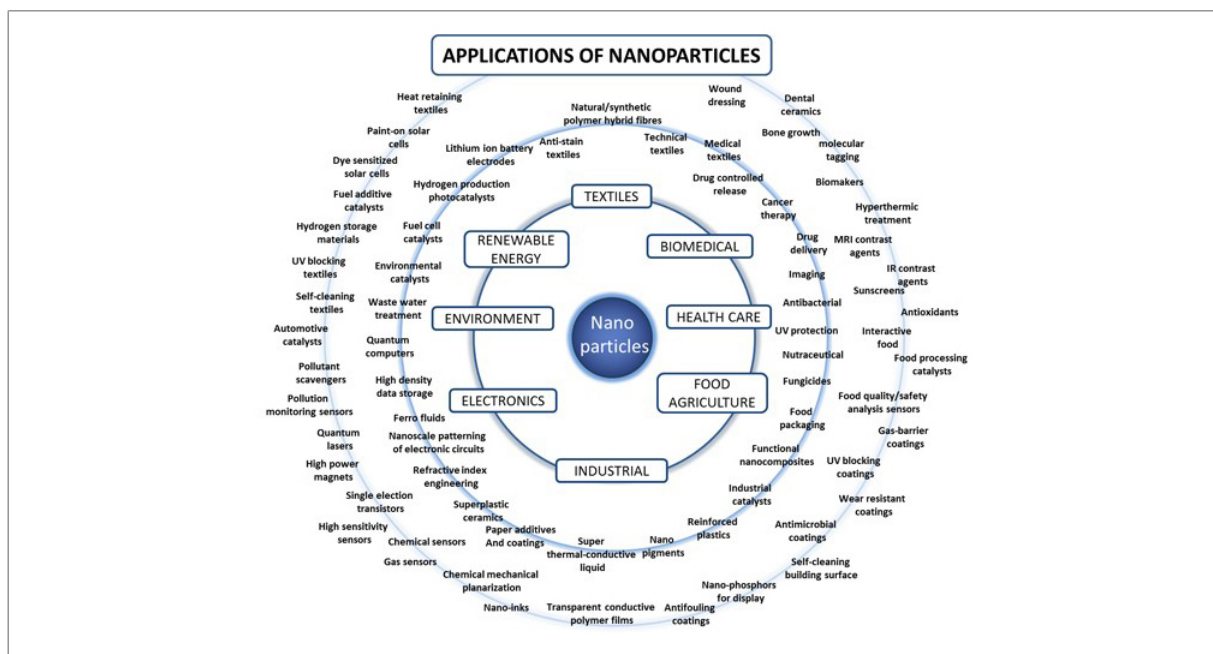 APPLICATIONS OF NANOPARTICLES
Heat retaining
textiles
Natural/synthetic
polymer hybrid fibres
Wound
dressing
Dental
ceramics
Paint-on solar
cells
Lithium ion battery
electrodes
Anti-stain
textiles
Technical
textiles
Medical
textiles
Bone growth
molecular
tagging
Dye sensitized
solar cells
Hydrogen production
photocatalysts
Drug controlled
release
Biomakers
Fuel additive
catalysts
TEXTILES
Cancer
therapy
Hyperthermic
treatment
Hydrogen storage
materials
Fuel cell
catalysts
RENEWABLE
ENERGY
BIOMEDICAL
Drug
delivery
MRI contrast
agents
UV blocking
textiles
Environmental
catalysts
Imaging
IR contrast
agents
Sunscreens
Self-cleaning
textiles
Waste water
treatment
ENVIRONMENT
Nano
particles
HEALTH CARE
Antibacterial
Antioxidants
Automotive
catalysts
Quantum
computers
UV protection
Interactive
food
Nutraceutical
Food processing
catalysts
Pollutant
scavengers
High density
data storage
FOOD
AGRICULTURE
Fungicides
Pollution
monitoring sensors
ELECTRONICS
Food quality/safety
analysis sensors
Ferro fluids
Food
packaging
Quantum
lasers
Nanoscale patterning
of electronic circuits
Gas-barrier
coatings
Functional
nanocomposites
High power
magnets
Refractive index
engineering
INDUSTRIAL
UV blocking
coatings
Single election
transistors
Superplastic
ceramics
Industrial
catalysts
Wear resistant
coatings
High sensitivity
sensors
Chemical sensors
Paper additives
And coatings
Super
thermal-conductive
liquid
Nano
pigments
Reinforced
plastics
Antimicrobial
coatings
Gas sensors
Chemical mechanical
planarization
Self-cleaning
building surface
Nano-phosphors
for display
Nano-inks
Transparent conductive
polymer films
Antifouling
coatings